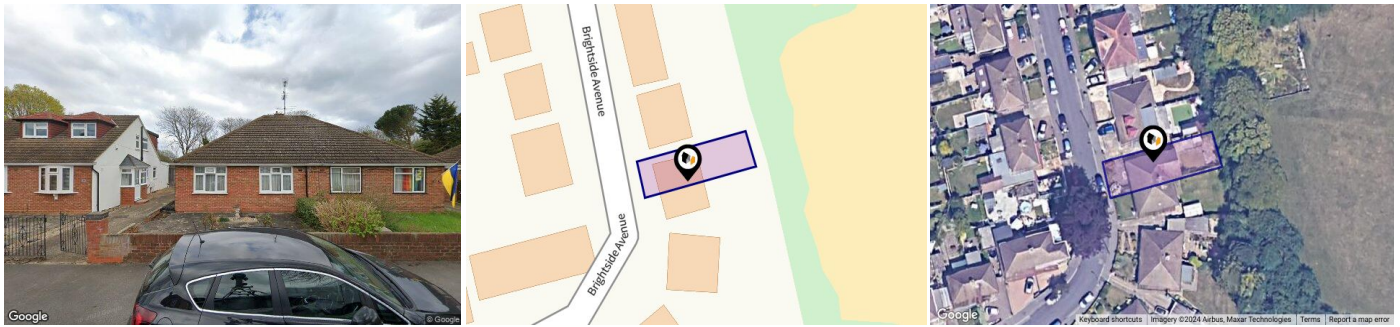 Google
© Google
Brightside Avenue
Brightside Avenue
Google
Keyboard shortcuts
Imagery ©2024 Airbus, Maxar Technologies
Terms
Report a map error